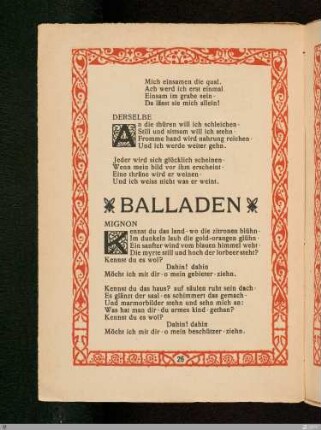 Mich einsamen die qual.
Ach werd ich erst einmal
Einsam im grabe sein-
Da lässt sie mich allein!
DERSELBE
An die thüren will ich schleichen-
Still und sittsam will ich stehn-
Fromme hand wird nahrung reichen-
Und ich werde weiter gehn.
Jeder wird sich glücklich scheinen-
Wenn mein bild vor ihm erscheint-
Eine thräne wird er weinen-
Und ich weiss nicht was er weint.
BALLADEN
MIGNON
Kennst du das land-wo die zitronen blühn-
Im dunkeln laub die gold-orangen glühn-
Ein sanfter wind vom blauen himmel weht-
Die myrte still und hoch der lorbeer steht?
Kennst du es wol?
Dahin! dahin
Möcht ich mit dir-o mein gebieter-ziehn.
Kennst du das haus? auf säulen ruht sein dach-
Es glänzt der saal-es schimmert das gemach-
Und marmorbilder stehn und sehn mich an:
Was hat man dir-du armes kind-gethan?
Kennst du es wol?
Dahin! dahin
Möcht ich mit dir-o mein beschützer-ziehn.